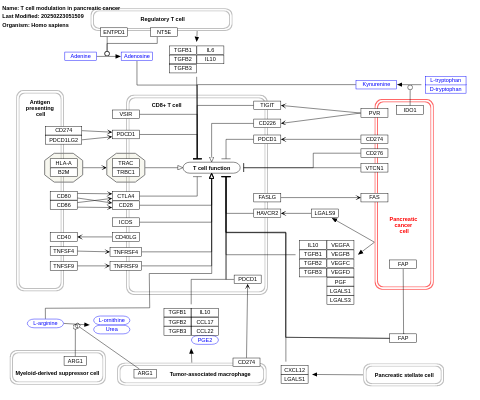 Name: T cell modulation in pancreatic cancer
Last Modified: 20250223051509
Organism: Homo sapiens
Regulatory T cell
ENTPD1
NT5E
Adenine
Adenosine
TGFB1 IL6
TGFB2 IL10
TGFB3
Kynurenine
L-tryptophan
D-tryptophan
IDO1
Antigen
presenting
cell
CD8+ T cell
VSIR
TIGIT
PVR
CD226
CD274
PDCD1LG2
PDCD1
PDCD1
CD274
CD276
VTCN1
HLA-A
B2M
TRAC
TRBC1
T cell function
CD80
CD86
CTLA4
CD28
FASLG
FAS
ICOS
HAVCR2
LGALS9
Pancreatic
cancer
cell
CD40
CD40LG
TNFSF4
TNFRSF4
TNFSF9
TNFRSF9
IL10 VEGFA
TGFB1 VEGFB
TGFB2 VEGFC
TGFB3 VEGFD
PGF
LGALS1
LGALS3
FAP
PDCD1
L-arginine
L-ornithine
Urea
TGFB1 IL10
TGFB2 CCL17
TGFB3 CCL22
PGE2
FAP
ARG1
Myeloid-derived suppressor cell
ARG1
CD274
Tumor-associated macrophage
CXCL12
LGALS1
Pancreatic stellate cell